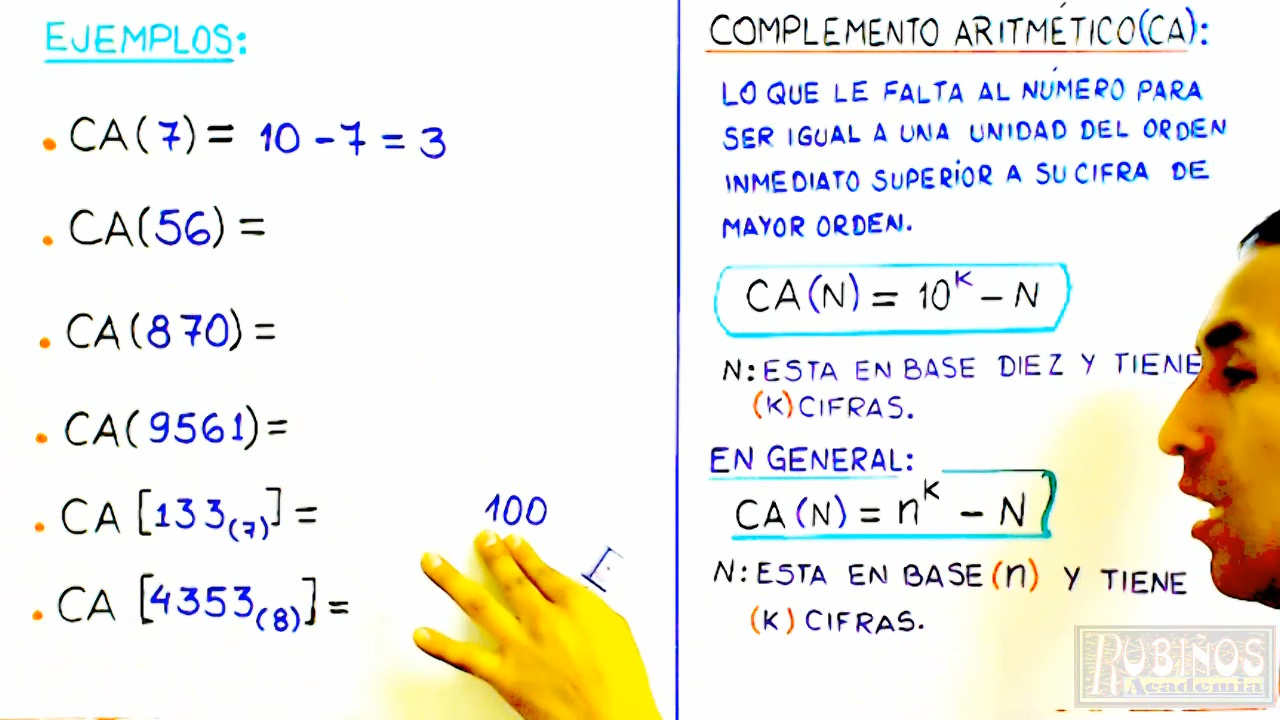 EJEMPLOS:
• CA(7) = 10 - 7 = 3
• CA(56) =
• CA(870) =
• CA(9561) =
• CA [133(7)] =
100
• CA [4353(8)] =
COMPLEMENTO ARITMÉTICO(CA):
LO QUE LE FALTA AL NÚMERO PARA
SER IGUAL A UNA UNIDAD DEL ORDEN
INMEDIATO SUPERIOR A SU CIFRA DE
MAYOR ORDEN.
CA(N) = 10^K - N
N: ESTA EN BASE DIEZ Y TIENE
(K) CIFRAS.
EN GENERAL:
CA(N) = n^K - N
N: ESTA EN BASE (n) Y TIENE
(K) CIFRAS.
RUBIÑOS
Academia